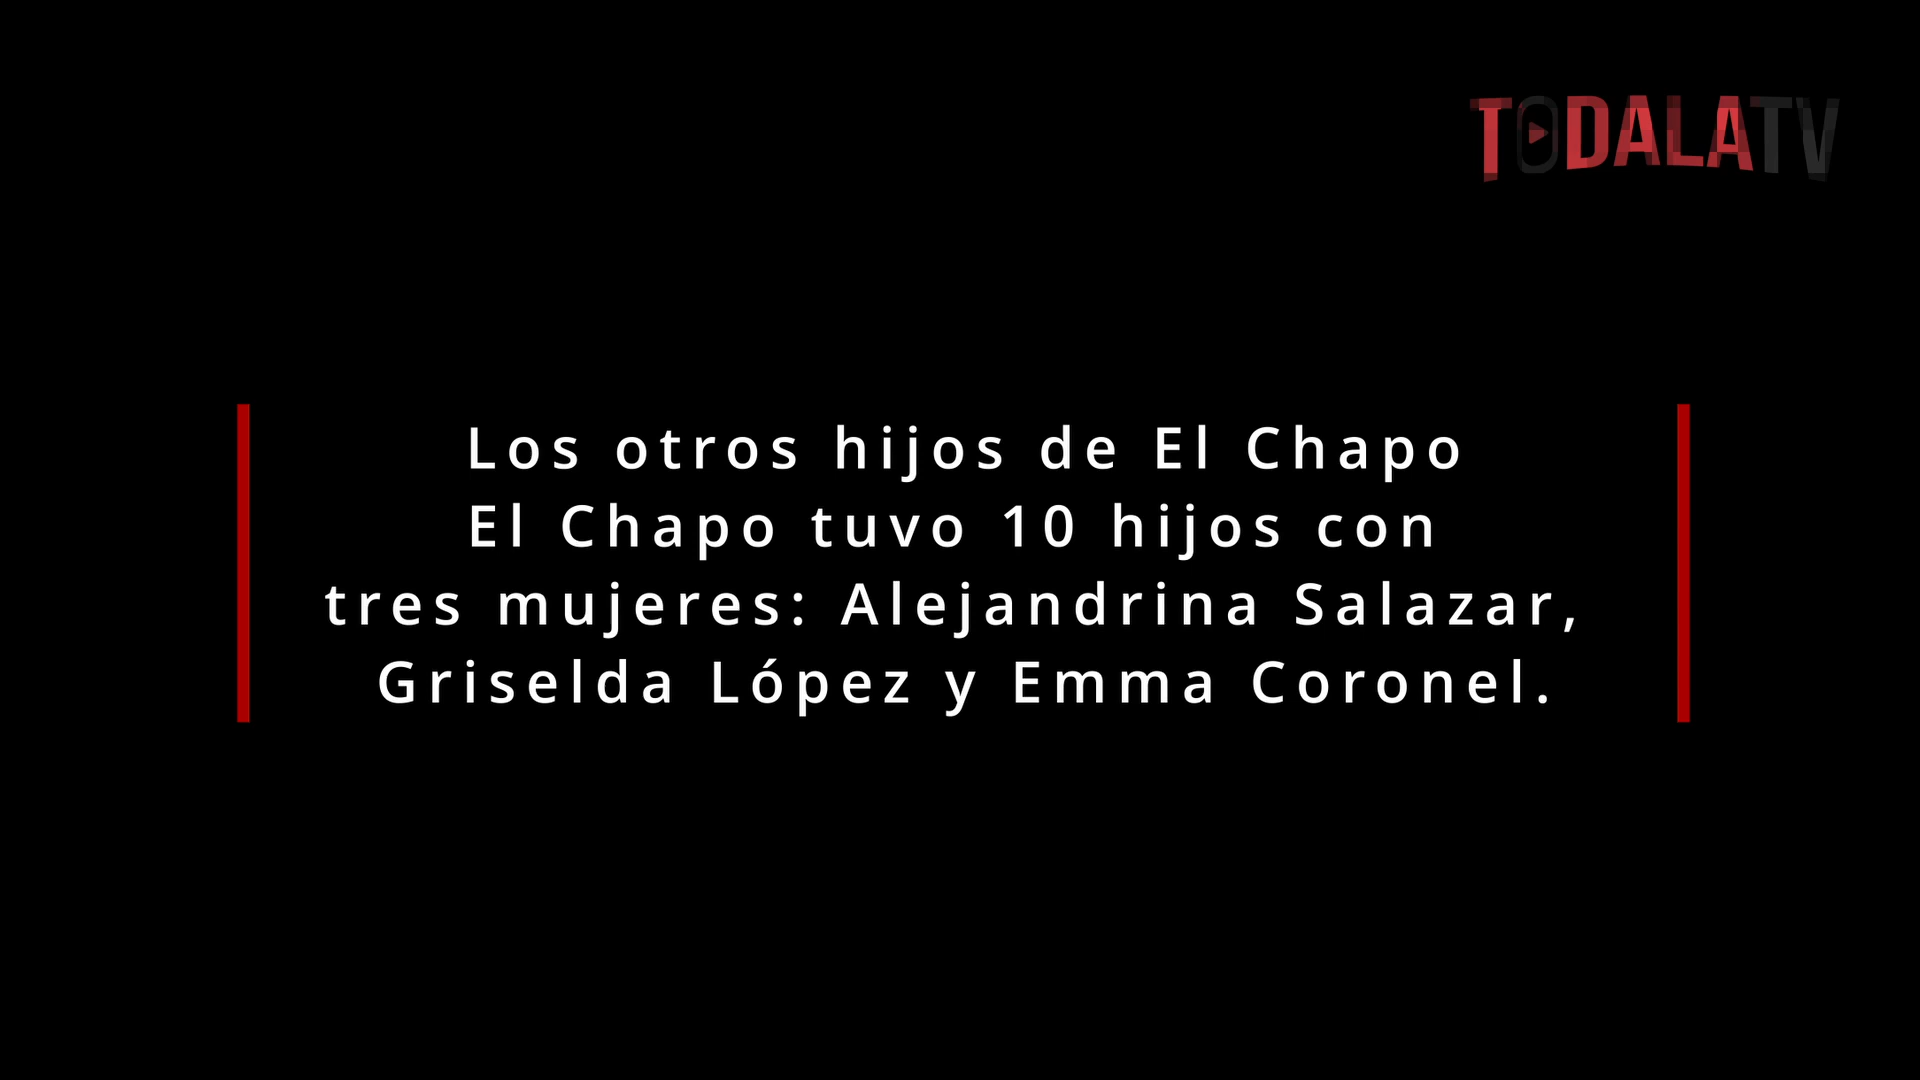 TODALATV
Los otros hijos de El Chapo
El Chapo tuvo 10 hijos con
tres mujeres: Alejandrina Salazar,
Griselda López y Emma Coronel.